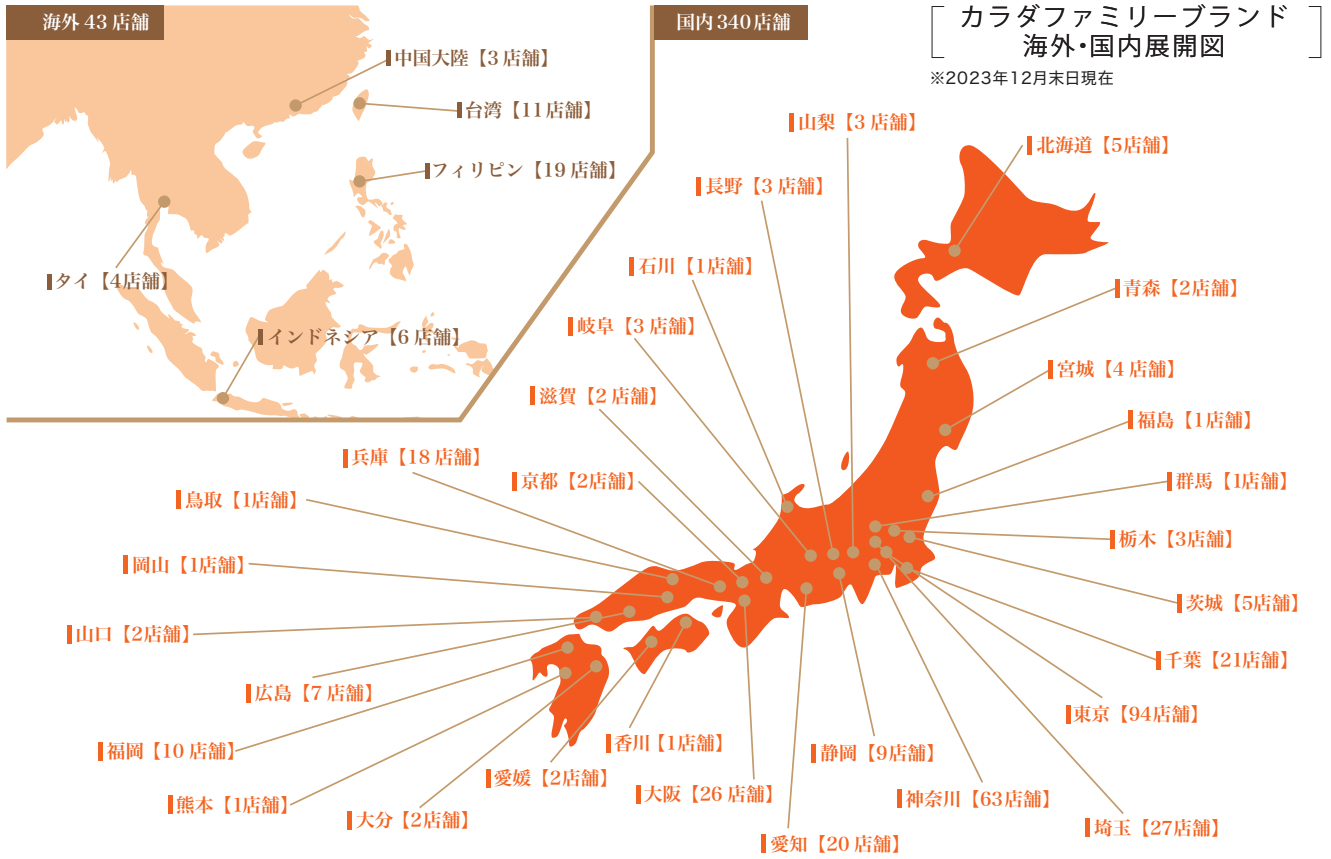 海外 43 店舗
国内 340 店舗
カラダファミリーブランド
海外・国内展開図
※2023年12月末日現在
中国大陸【3 店舗】
台湾【11店舗】
フィリピン【19 店舗】
タイ【4店舗】
インドネシア【6 店舗】
山梨【3 店舗】
北海道【5店舗】
長野【3 店舗】
石川【1店舗】
青森【2店舗】
岐阜【3 店舗】
宮城【4 店舗】
滋賀【2 店舗】
福島【1店舗】
兵庫【18 店舗】
京都【2店舗】
群馬【1店舗】
鳥取【1店舗】
栃木【3店舗】
岡山【1店舗】
茨城【5店舗】
山口【2店舗】
千葉【21店舗】
広島【7 店舗】
東京【94店舗】
福岡【10 店舗】
香川【1店舗】
静岡【9店舗】
愛媛【2店舗】
大阪【26 店舗】
神奈川【63店舗】
熊本【1店舗】
大分【2店舗】
埼玉【27店舗】
愛知【20 店舗】